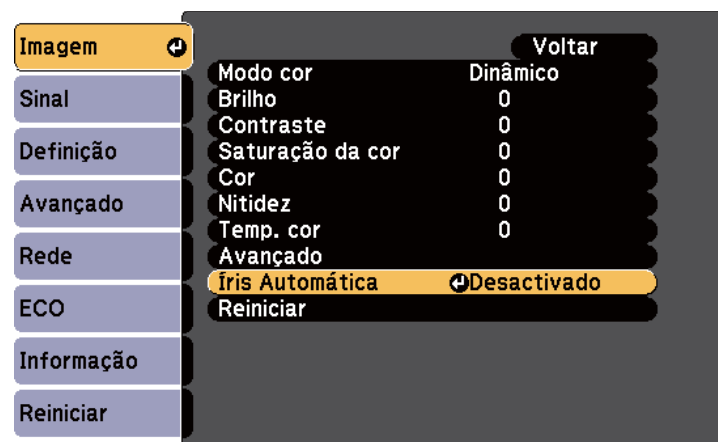 Imagem
Sinal
Definição
Avançado
Rede
ECO
Informação
Reiniciar
Voltar
Modo cor Dinâmico
Brilho 0
Contraste 0
Saturação da cor 0
Cor 0
Nitidez 0
Temp. cor 0
Avançado
Íris Automática Desactivado
Reiniciar